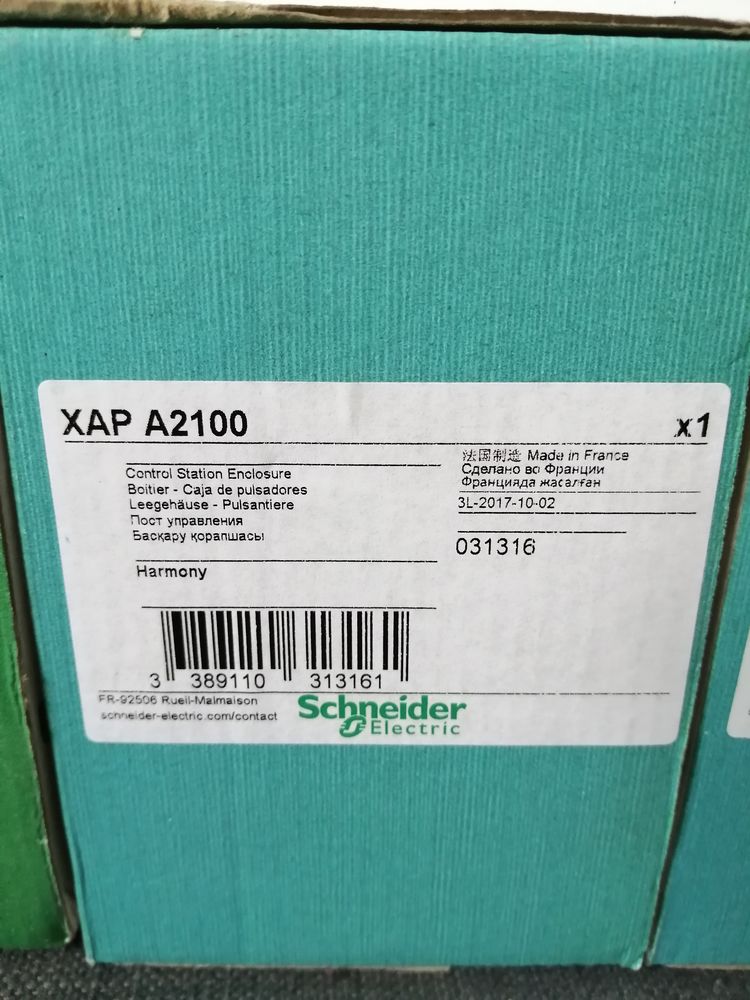 XAP A2100
x1
Control Station Enclosure
Boîtier - Caja de pulsadores
Leegehäuse - Pulsantiere
Пост управления
Басқару қорапшасы
Harmony
法国制造 Made in France
Сделано во Франции
Францияда жасалған
3L-2017-10-02
031316
3 389110 313161
FR-92506 Rueil-Malmaison
schneider-electric.com/contact
Schneider
Electric